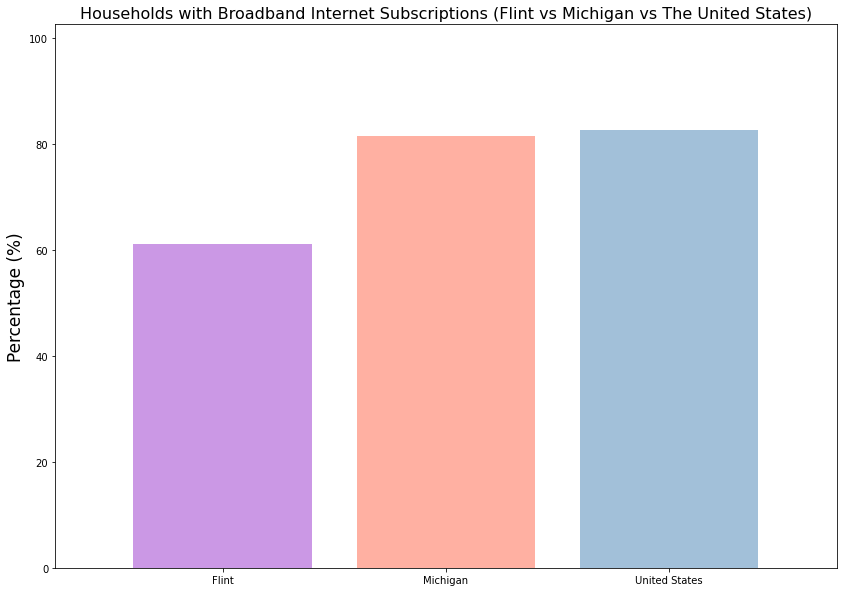 Households with Broadband Internet Subscriptions (Flint vs Michigan vs The United States)
Percentage (%)
100
80
60
40
20
0
Flint
Michigan
United States